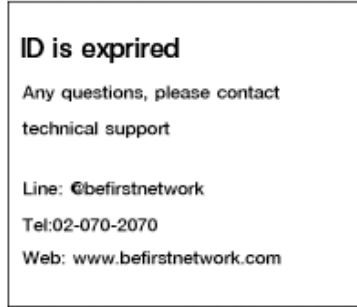 ID is exprired
Any questions, please contact
technical support
Line: @befirstnetwork
Tel:02-070-2070
Web: www.befirstnetwork.com